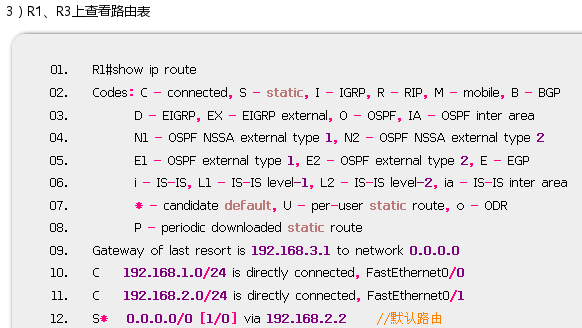 3）R1、R3上查看路由表
01. R1#show ip route
02. Codes: C - connected, S - static, I - IGRP, R - RIP, M - mobile, B - BGP
03. D - EIGRP, EX - EIGRP external, O - OSPF, IA - OSPF inter area
04. N1 - OSPF NSSA external type 1, N2 - OSPF NSSA external type 2
05. E1 - OSPF external type 1, E2 - OSPF external type 2, E - EGP
06. i - IS-IS, L1 - IS-IS level-1, L2 - IS-IS level-2, ia - IS-IS inter area
07. * - candidate default, U - per-user static route, o - ODR
08. P - periodic downloaded static route
09. Gateway of last resort is 192.168.3.1 to network 0.0.0.0
10. C 192.168.1.0/24 is directly connected, FastEthernet0/0
11. C 192.168.2.0/24 is directly connected, FastEthernet0/1
12. S* 0.0.0.0/0 [1/0] via 192.168.2.2 //默认路由